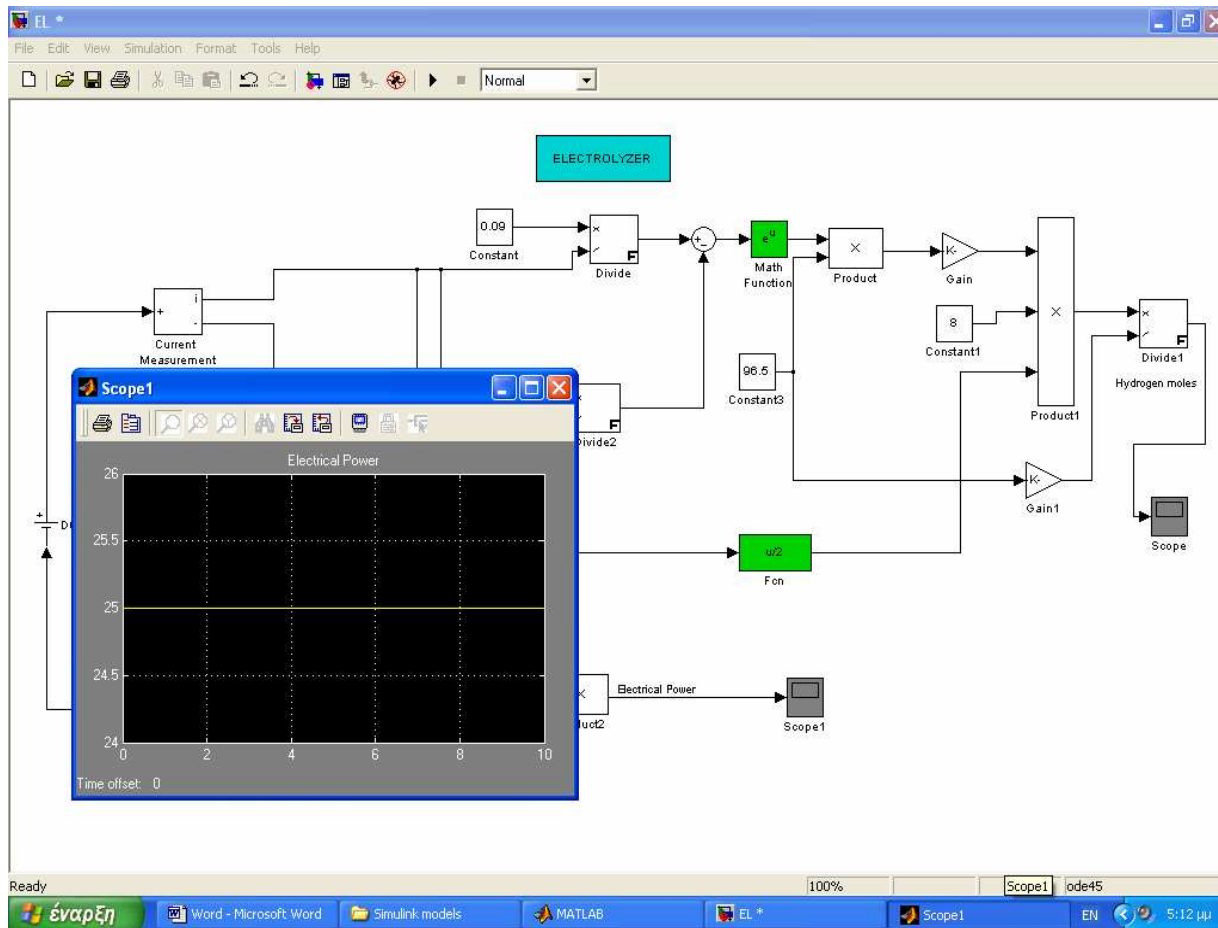 EL *
File Edit View Simulation Format Tools Help
Normal
ELECTROLYZER
0.09
Constant
Divide
+
-
e^u
Math
Function
×
Product
K-
Gain
8
Constant1
×
Product1
×
F
Divide1
Hydrogen moles
+
i
-
Current
Measurement
96.5
Constant3
F
Divide2
K-
Gain1
Scope
u/2
Fcn
Electrical Power
Scope1
Scope1
Electrical Power
26
25.5
25
24.5
24
0 2 4 6 8 10
Time offset: 0
Ready 100% Scope1 ode45
έναρξη Word - Microsoft Word Simulink models MATLAB EL * Scope1 EN 5:12 μμ